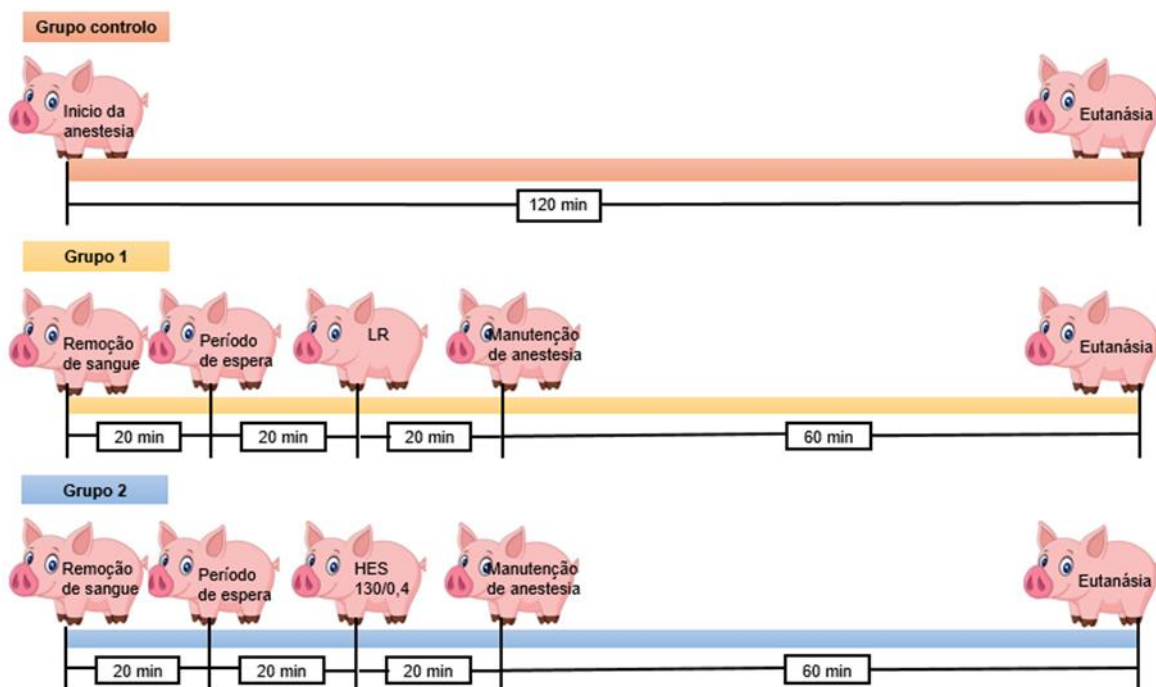 Grupo controlo
Inicio da
anestesia
Eutanásia
120 min
Grupo 1
Remoção
de sangue
Período
de espera
LR
Manutenção
de anestesia
Eutanásia
20 min
20 min
20 min
60 min
Grupo 2
Remoção
de sangue
Período
de espera
HES
130/0,4
Manutenção
de anestesia
Eutanásia
20 min
20 min
20 min
60 min